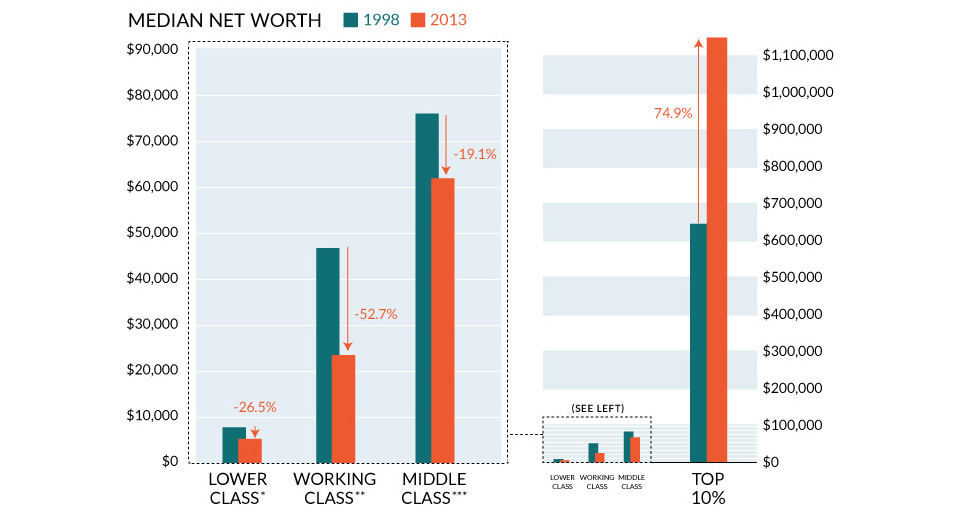 MEDIAN NET WORTH 1998 2013
$90,000
$80,000
$70,000
$60,000
$50,000
$40,000
$30,000
$20,000
$10,000
$0
-26.5%
-52.7%
-19.1%
LOWER
CLASS*
WORKING
CLASS**
MIDDLE
CLASS***
$1,100,000
$1,000,000
$900,000
$800,000
$700,000
$600,000
$500,000
$400,000
$300,000
$200,000
$100,000
$0
74.9%
(SEE LEFT)
LOWER
CLASS
WORKING
CLASS
MIDDLE
CLASS
TOP
10%